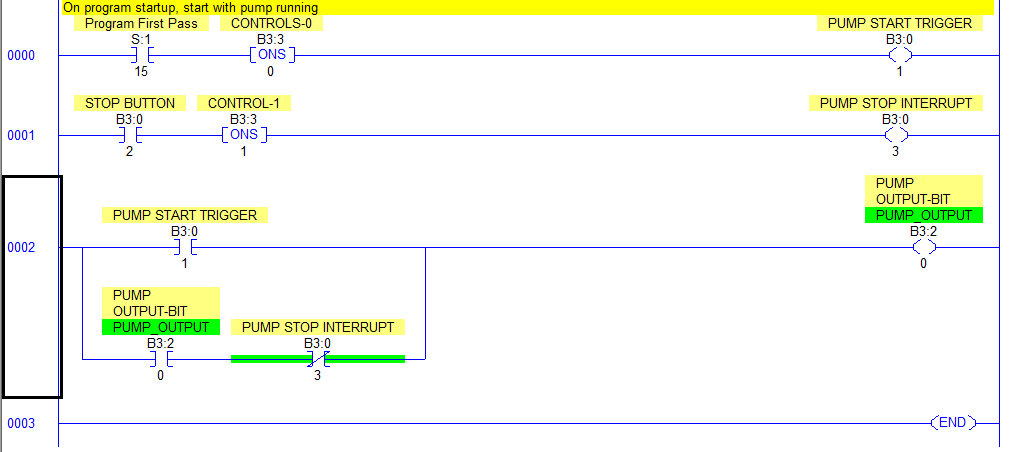 On program startup, start with pump running
Program First Pass CONTROLS-0 PUMP START TRIGGER
S:1 B3:3 B3:0
0000 ONS
15 0 1
STOP BUTTON CONTROL-1 PUMP STOP INTERRUPT
B3:0 B3:3 B3:0
0001 ONS
2 1 3
PUMP
OUTPUT-BIT
PUMP START TRIGGER PUMP_OUTPUT
B3:0 B3:2
0002
1 0
PUMP
OUTPUT-BIT
PUMP_OUTPUT PUMP STOP INTERRUPT
B3:2 B3:0
0 3
0003 END